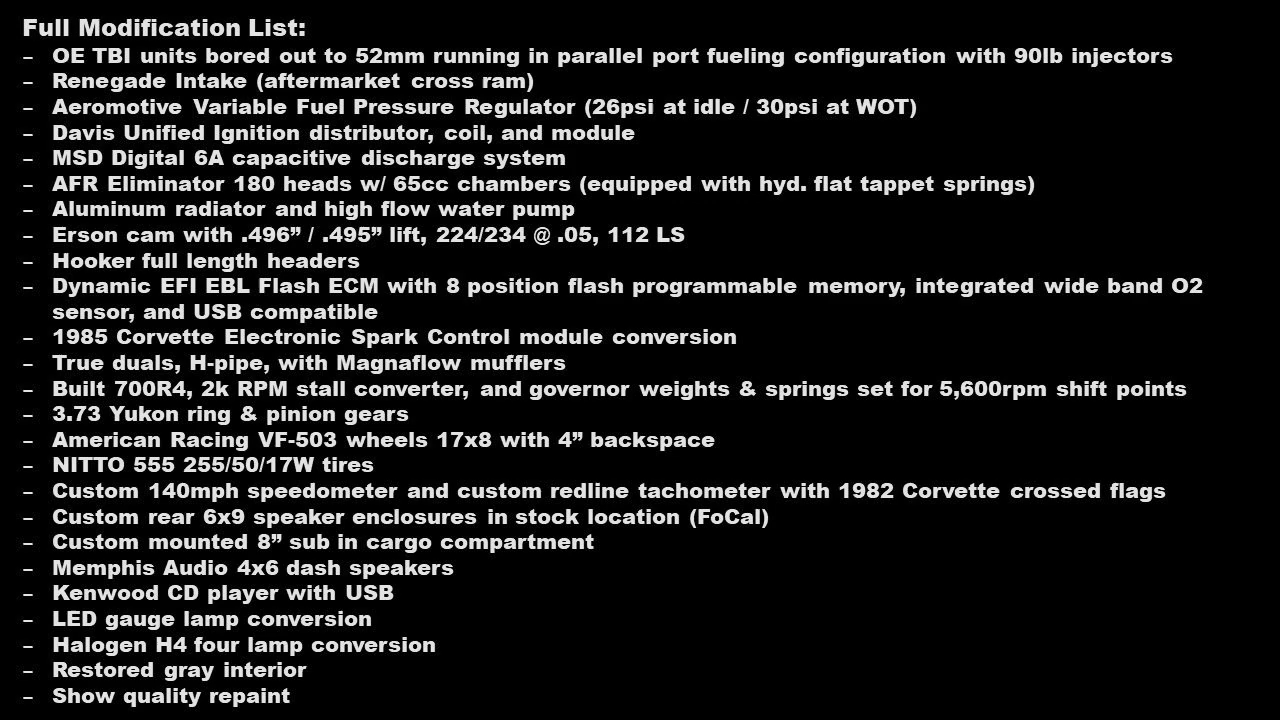 Full Modification List:
– OE TBI units bored out to 52mm running in parallel port fueling configuration with 90lb injectors
– Renegade Intake (aftermarket cross ram)
– Aeromotive Variable Fuel Pressure Regulator (26psi at idle / 30psi at WOT)
– Davis Unified Ignition distributor, coil, and module
– MSD Digital 6A capacitive discharge system
– AFR Eliminator 180 heads w/ 65cc chambers (equipped with hyd. flat tappet springs)
– Aluminum radiator and high flow water pump
– Erson cam with .496” / .495” lift, 224/234 @ .05, 112 LS
– Hooker full length headers
– Dynamic EFI EBL Flash ECM with 8 position flash programmable memory, integrated wide band O2
sensor, and USB compatible
– 1985 Corvette Electronic Spark Control module conversion
– True duals, H-pipe, with Magnaflow mufflers
– Built 700R4, 2k RPM stall converter, and governor weights & springs set for 5,600rpm shift points
– 3.73 Yukon ring & pinion gears
– American Racing VF-503 wheels 17x8 with 4” backspace
– NITTO 555 255/50/17W tires
– Custom 140mph speedometer and custom redline tachometer with 1982 Corvette crossed flags
– Custom rear 6x9 speaker enclosures in stock location (FoCal)
– Custom mounted 8” sub in cargo compartment
– Memphis Audio 4x6 dash speakers
– Kenwood CD player with USB
– LED gauge lamp conversion
– Halogen H4 four lamp conversion
– Restored gray interior
– Show quality repaint